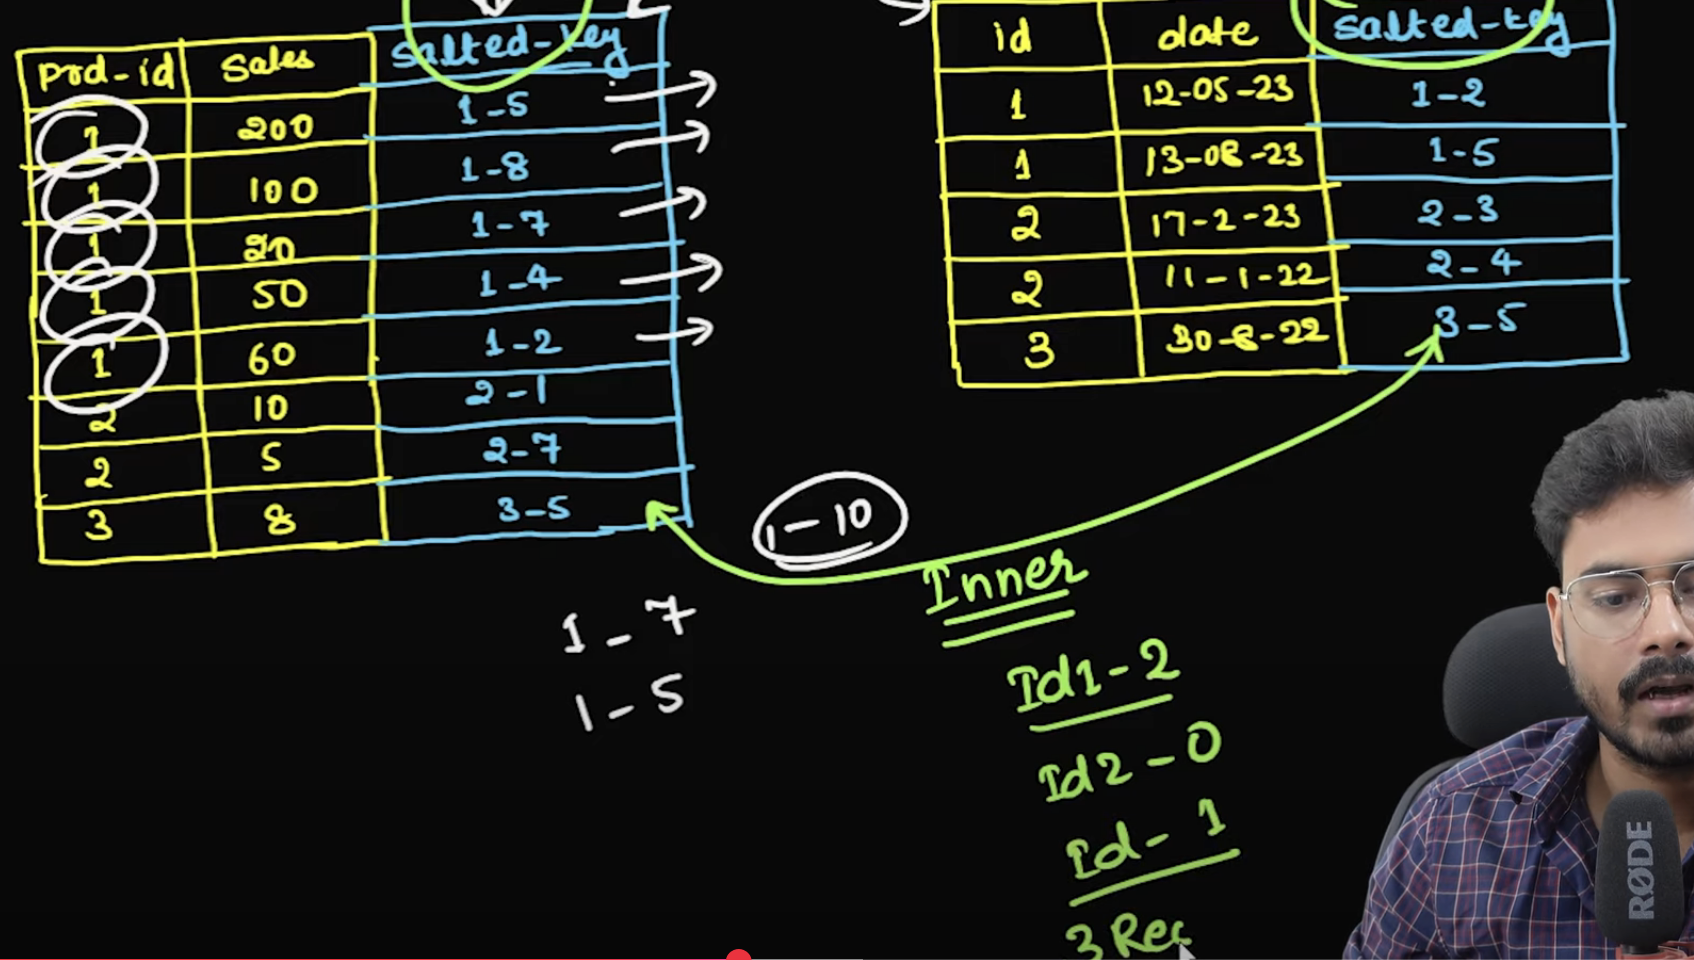 prd-id Sales Salted-key
1 200 1-5
1 100 1-8
1 20 1-7
1 50 1-4
1 60 1-2
2 10 2-1
2 5 2-7
3 8 3-5
id date Salted-key
1 12-05-23 1-2
1 13-08-23 1-5
2 17-2-23 2-3
2 11-1-22 2-4
3 30-8-22 3-5
1-10
1-7
1-5
Inner
Id1-2
Id2-0
Id-1
3 Rec
RØDE